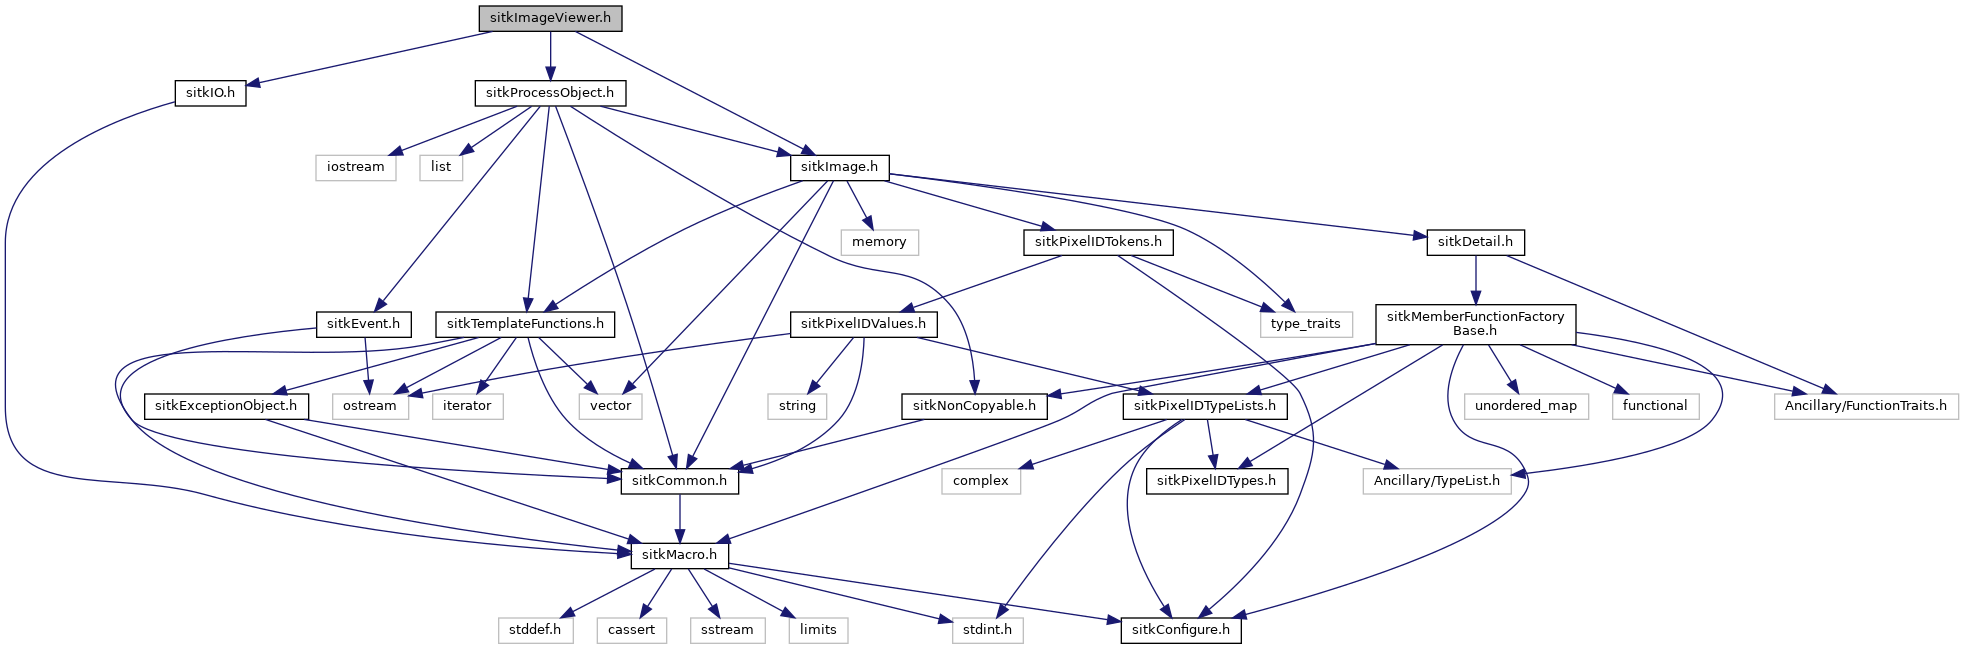 sitkImageViewer.h
sitkIO.h
sitkProcessObject.h
iostream
list
sitkImage.h
memory
sitkPixelIDTokens.h
sitkDetail.h
sitkEvent.h
sitkTemplateFunctions.h
sitkPixelIDValues.h
type_traits
sitkMemberFunctionFactory
Base.h
sitkExceptionObject.h
ostream
iterator
vector
string
sitkNonCopyable.h
sitkPixelIDTypeLists.h
unordered_map
functional
Ancillary/FunctionTraits.h
sitkCommon.h
complex
sitkPixelIDTypes.h
Ancillary/TypeList.h
sitkMacro.h
stddef.h
cassert
sstream
limits
stdint.h
sitkConfigure.h